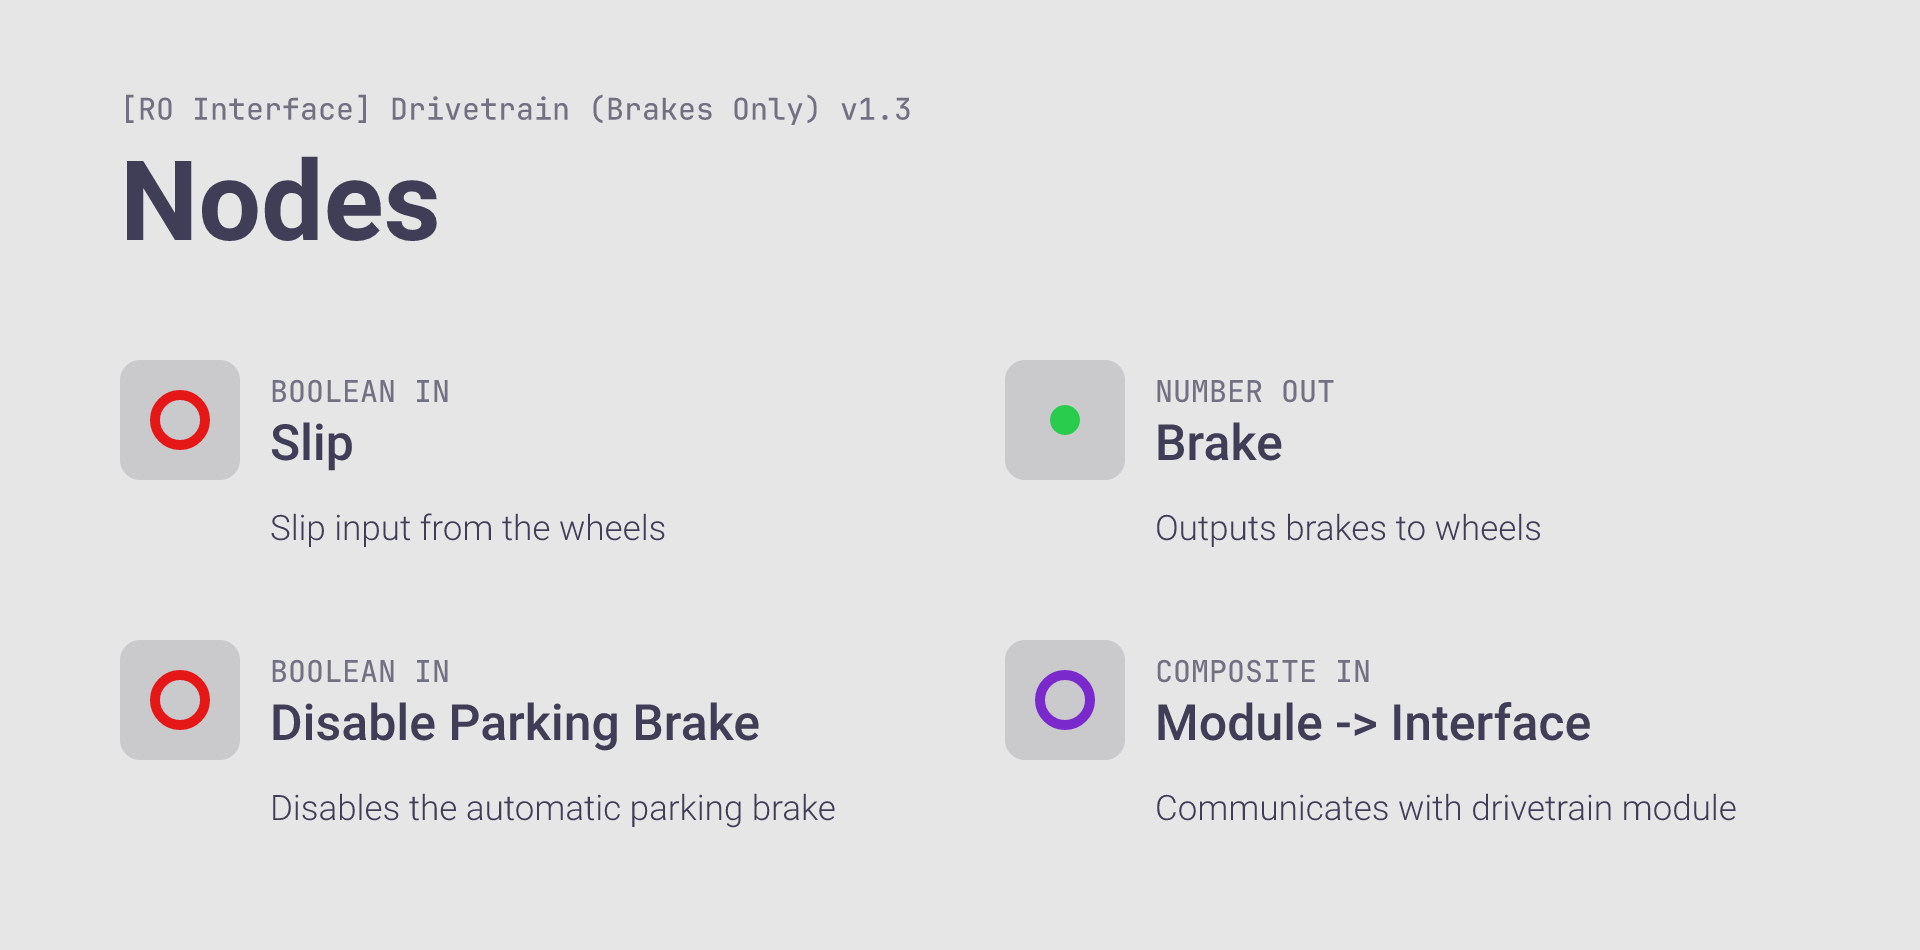 [RO Interface] Drivetrain (Brakes Only) v1.3
Nodes
BOOLEAN IN
Slip
Slip input from the wheels
NUMBER OUT
Brake
Outputs brakes to wheels
BOOLEAN IN
Disable Parking Brake
Disables the automatic parking brake
COMPOSITE IN
Module -> Interface
Communicates with drivetrain module